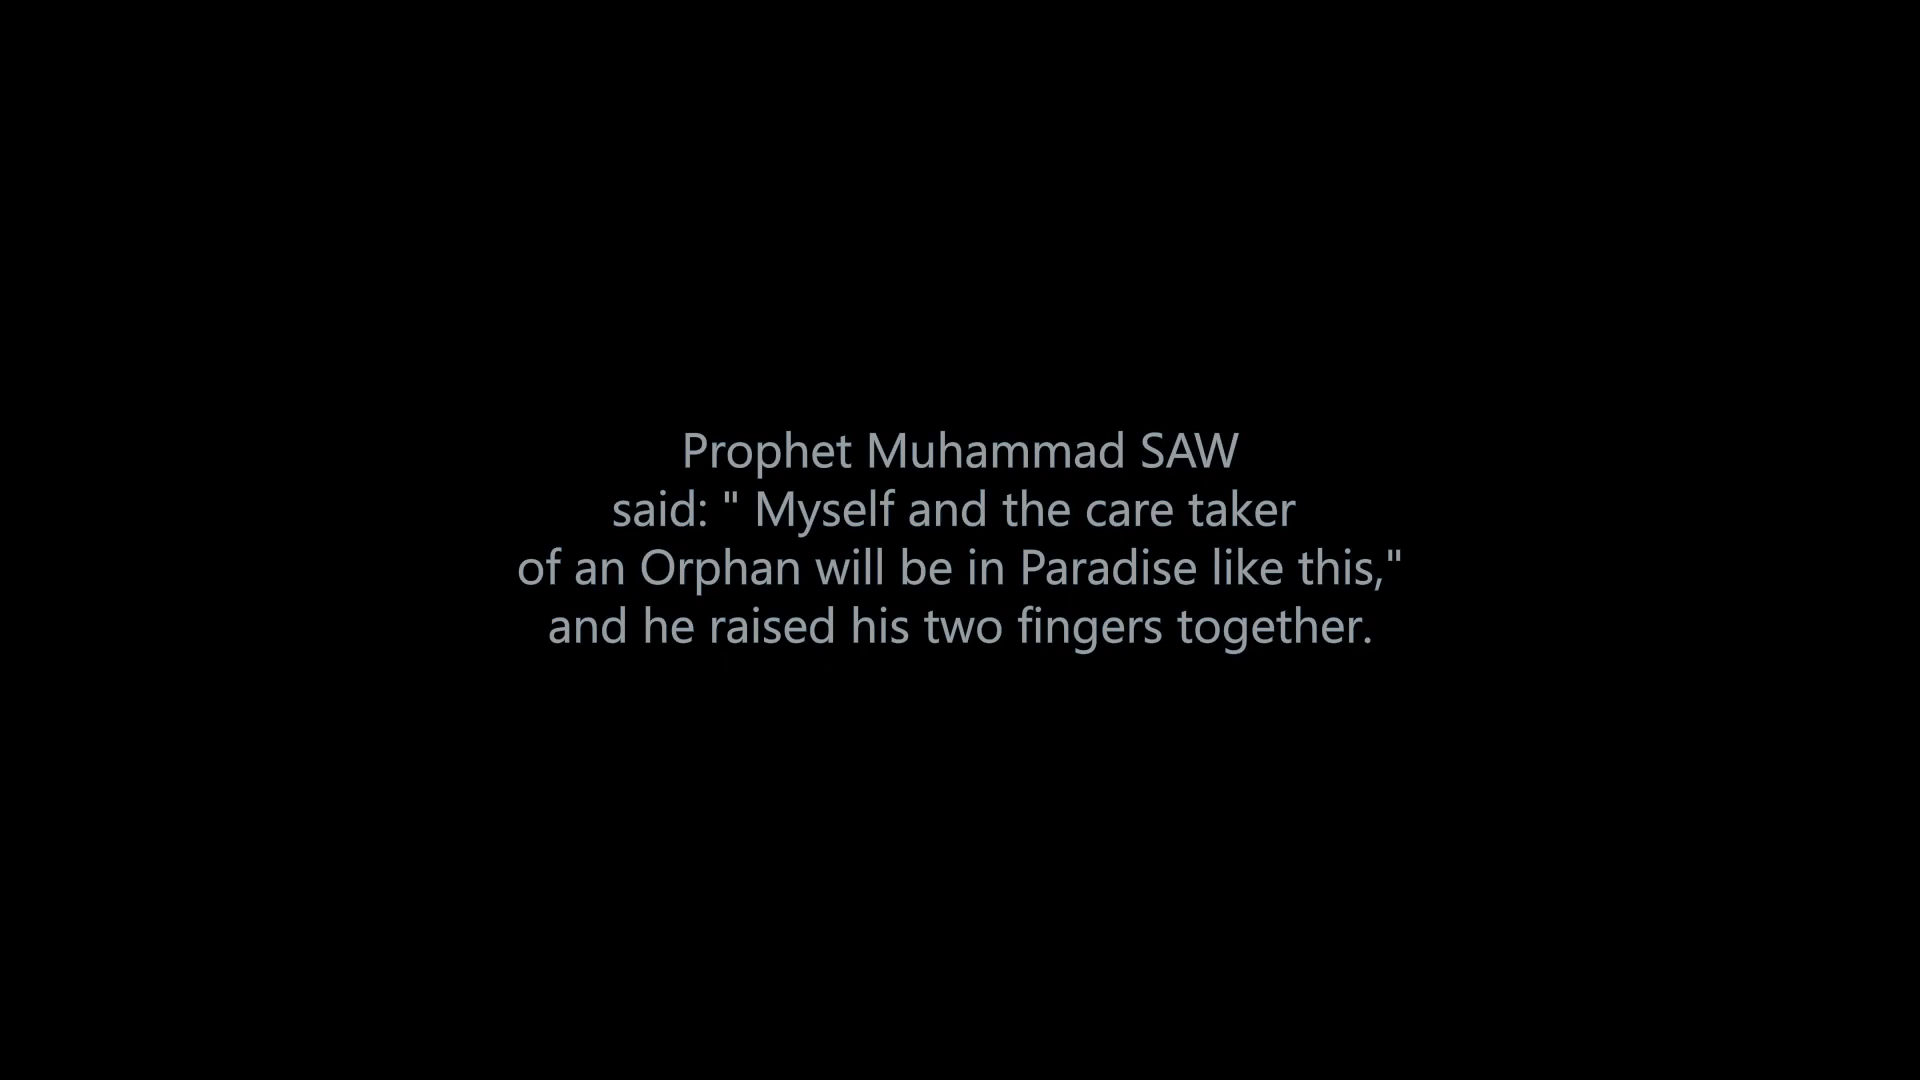 Prophet Muhammad SAW
said: " Myself and the care taker
of an Orphan will be in Paradise like this,"
and he raised his two fingers together.